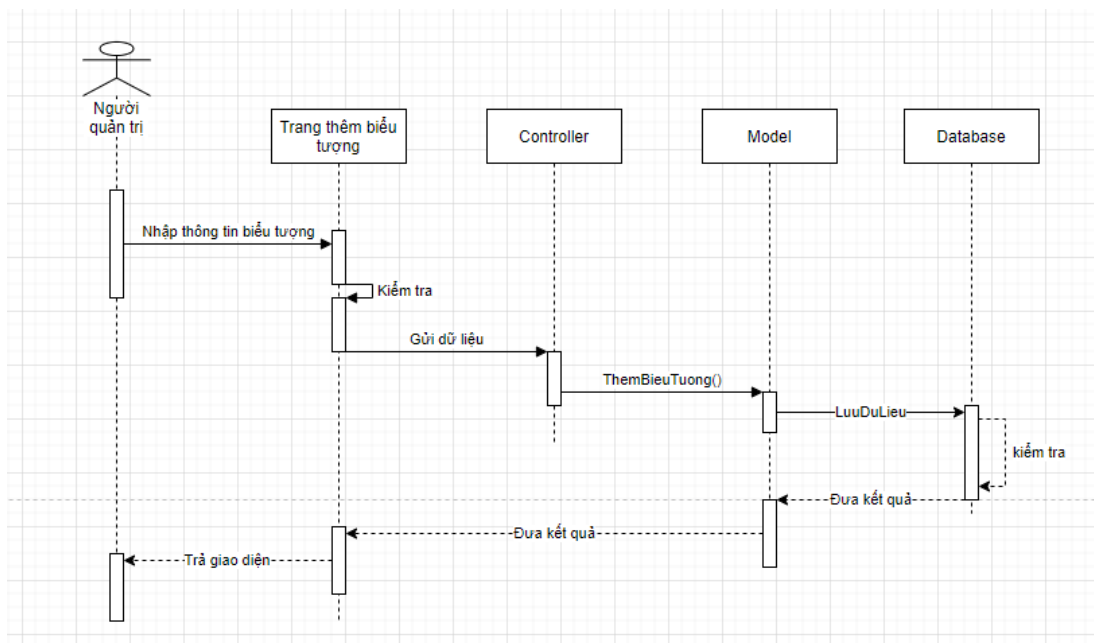 Người
quản trị
Trang thêm biểu
tượng
Controller
Model
Database
Nhập thông tin biểu tượng
Kiểm tra
Gửi dữ liệu
ThemBieuTuong()
LuuDuLieu
kiểm tra
Đưa kết quả
Đưa kết quả
Trả giao diện